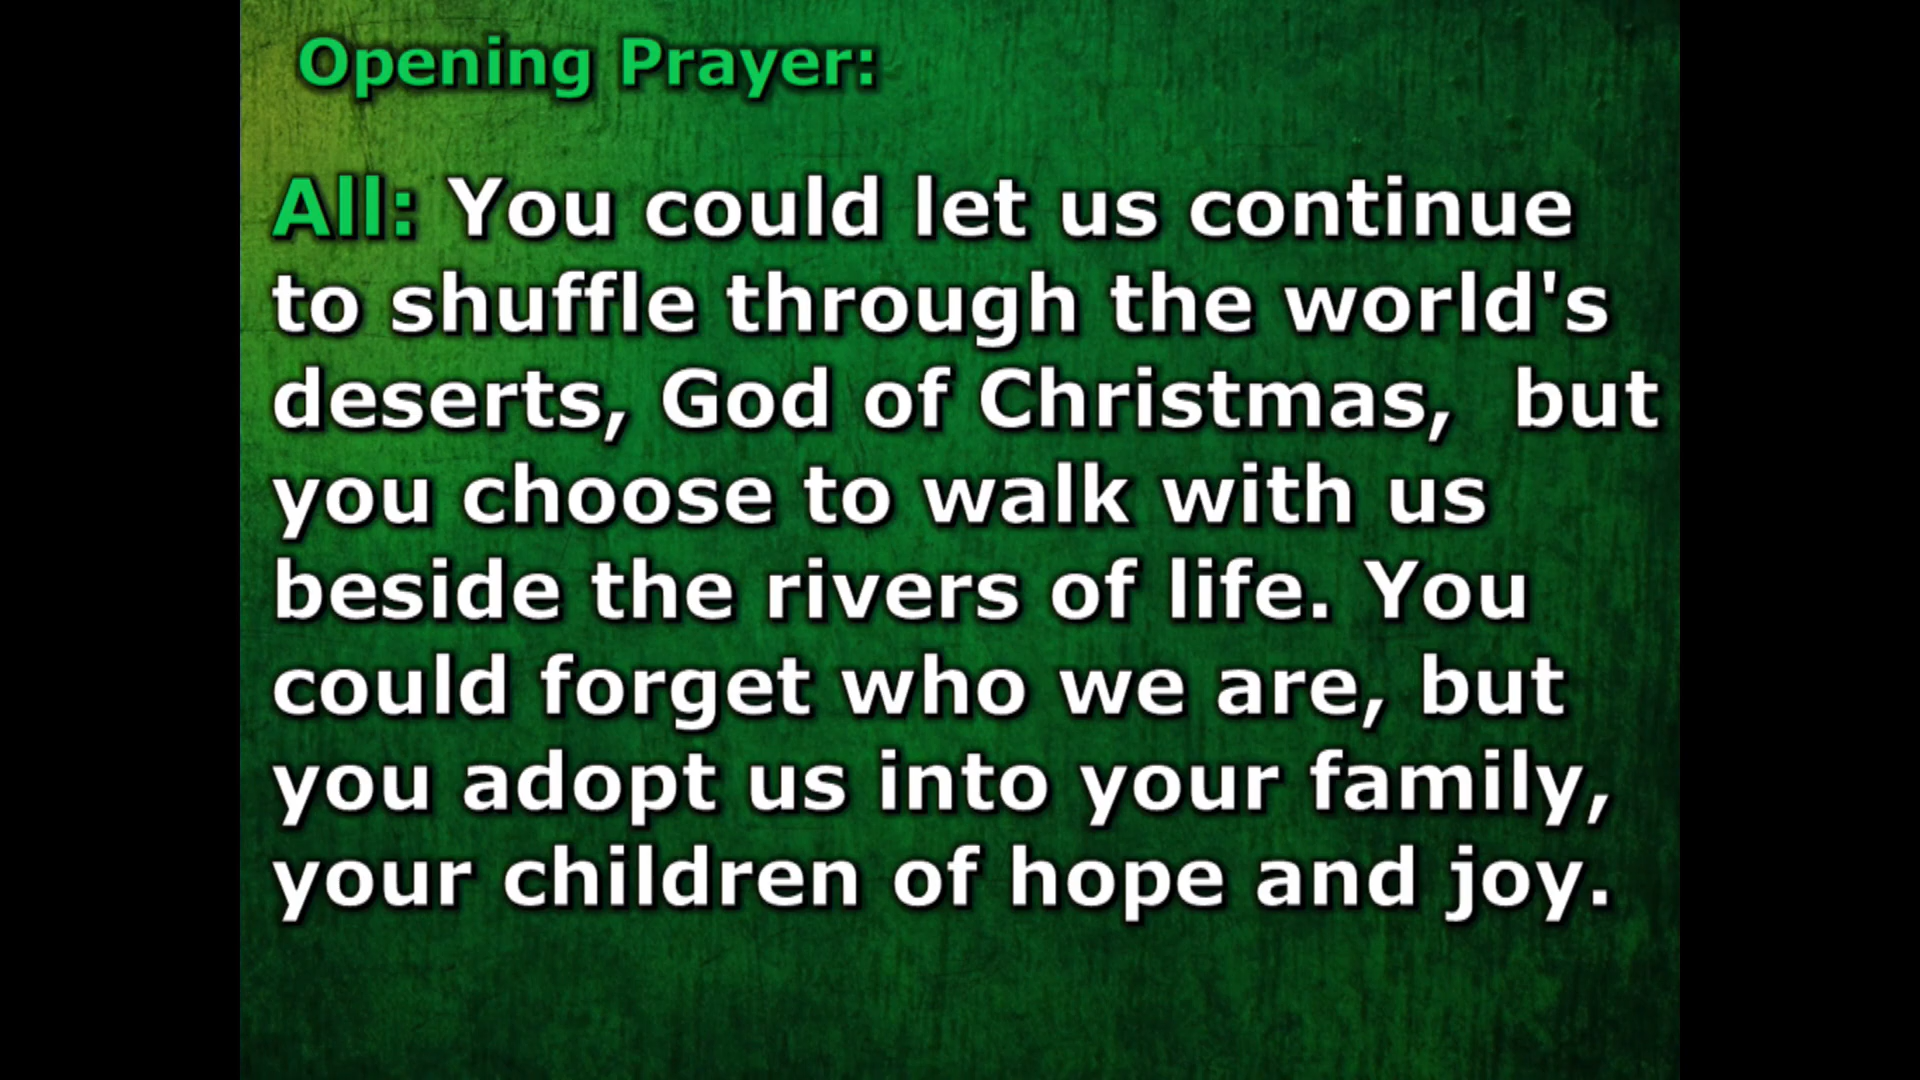 Opening Prayer:
All: You could let us continue
to shuffle through the world's
deserts, God of Christmas,  but
you choose to walk with us
beside the rivers of life. You
could forget who we are, but
you adopt us into your family,
your children of hope and joy.